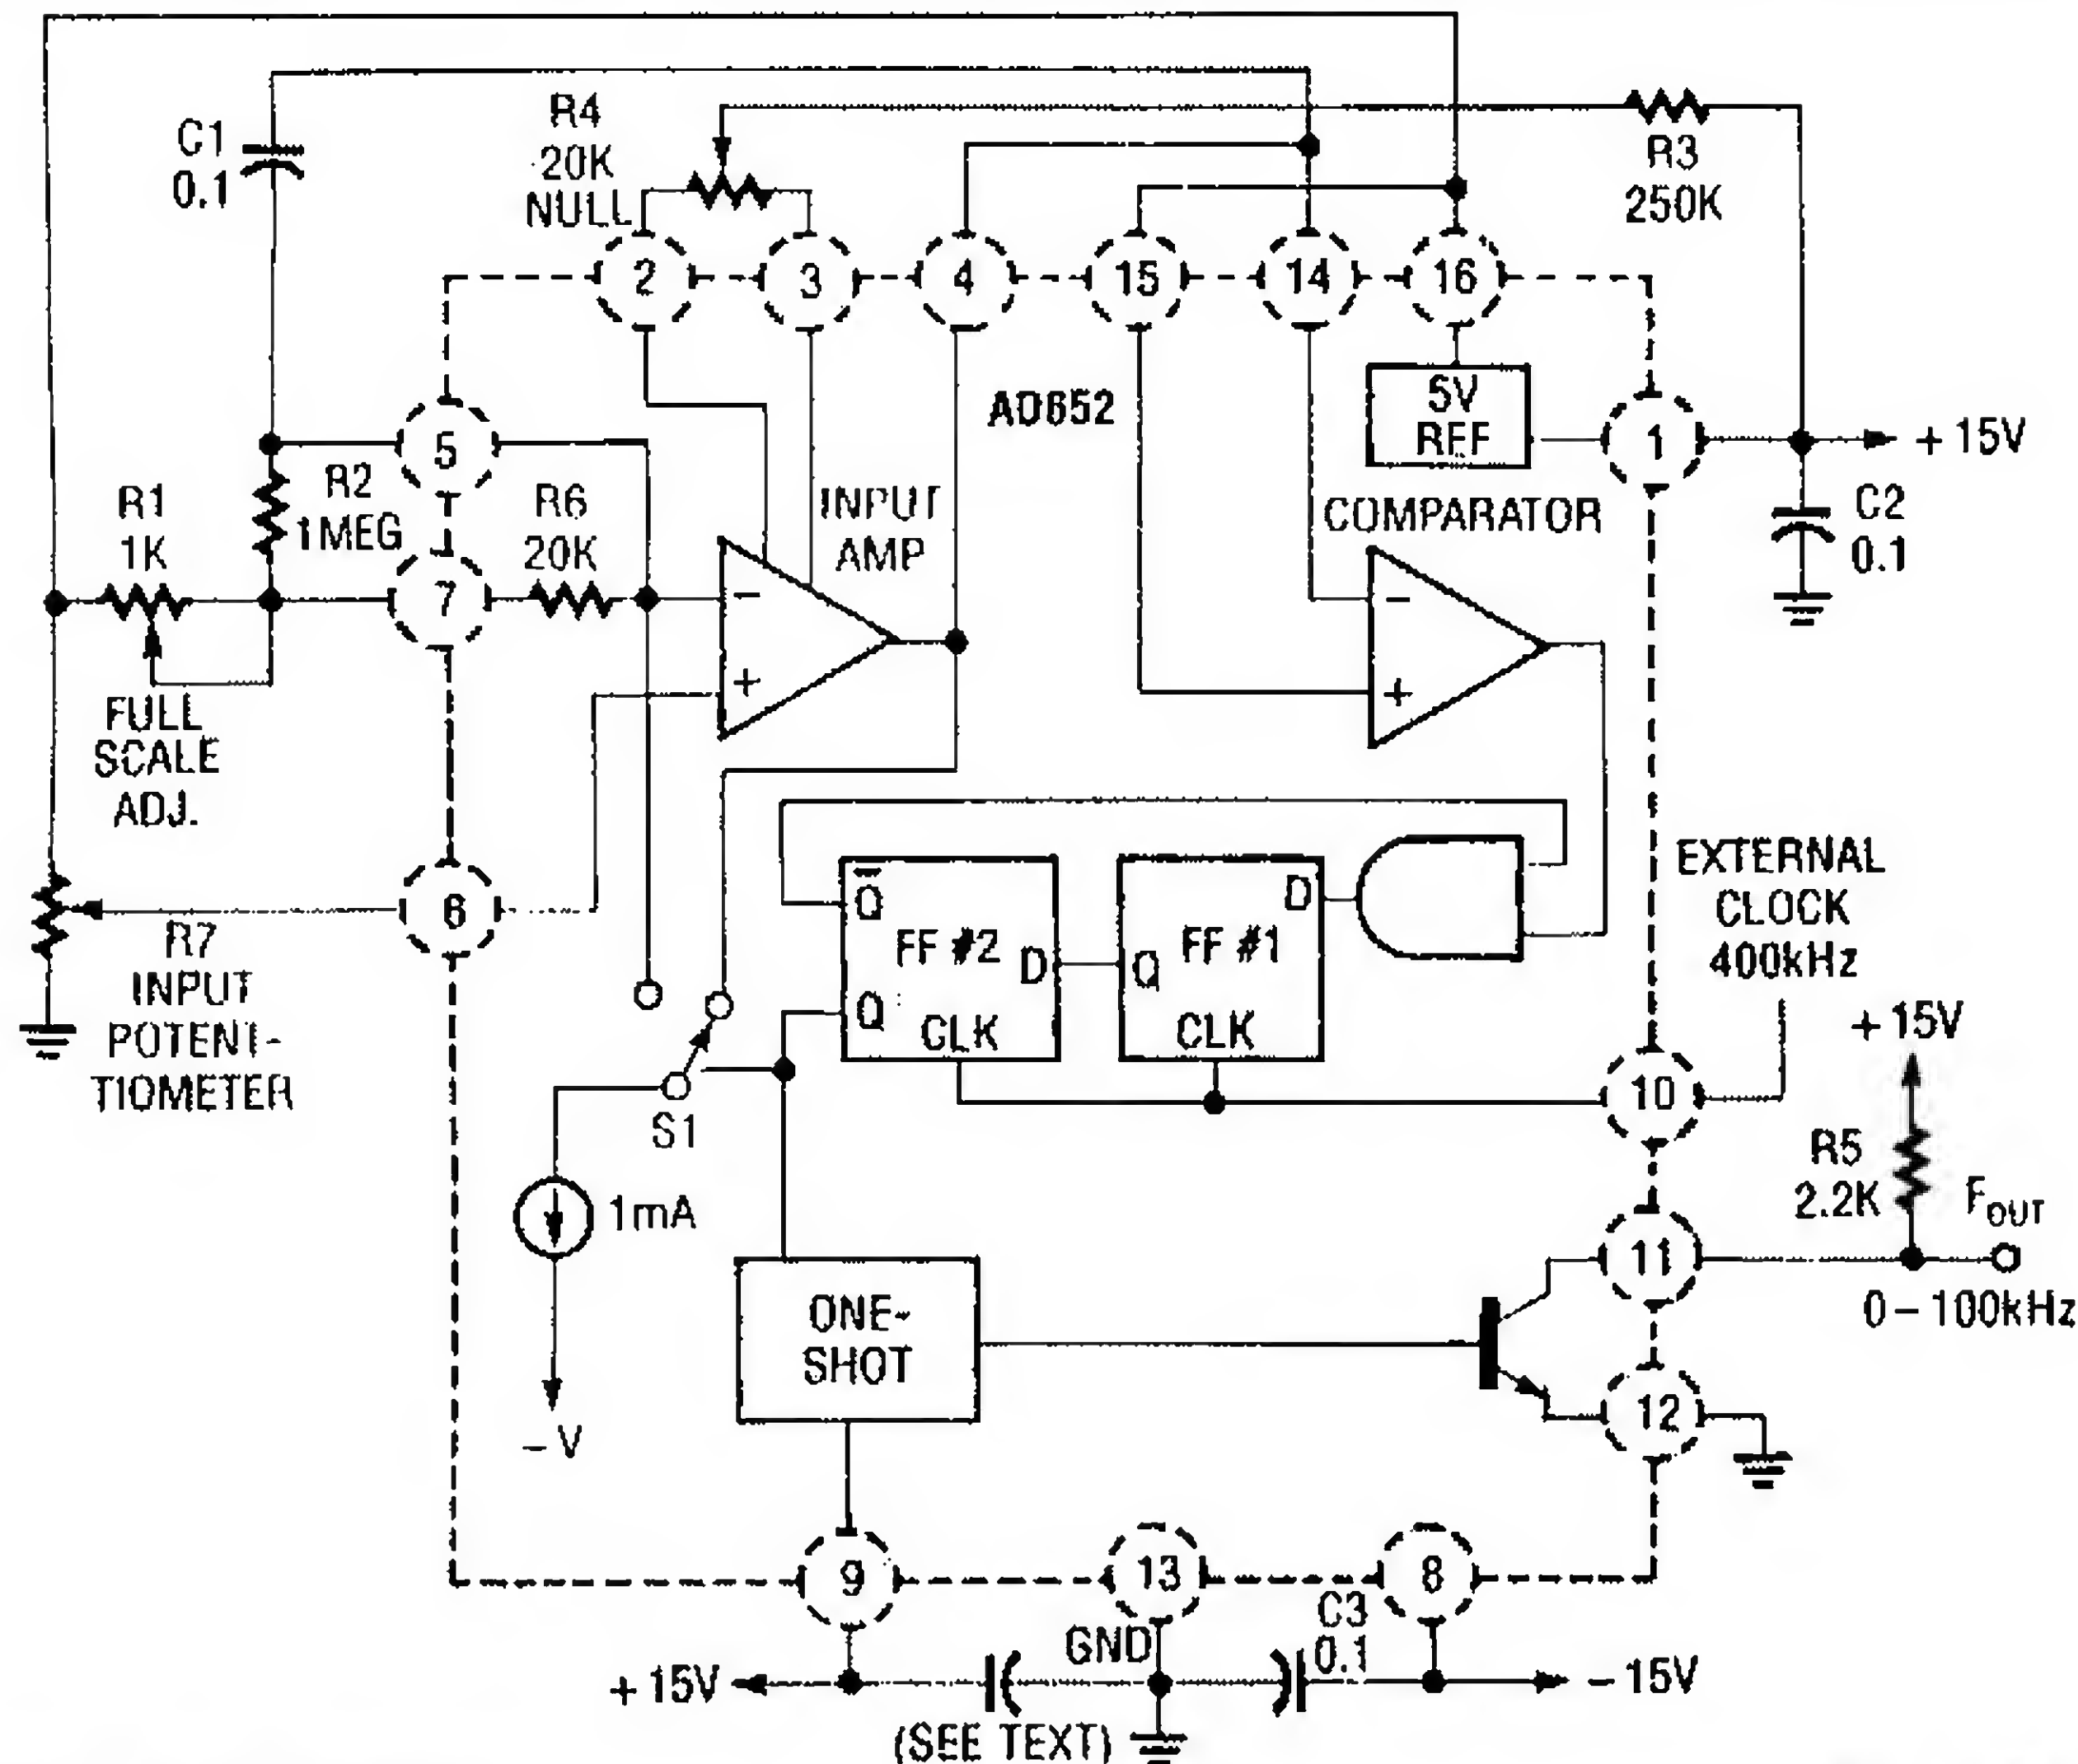 C1
0.1
R4
20K
NULL
R3
250K
2
3
4
15
14
16
AD652
5V
REF
1
+15V
5
R2
1MEG
R1
1K
R6
20K
INPUT
AMP
COMPARATOR
C2
0.1
7
-
+
-
+
FULL
SCALE
ADJ.
6
R7
INPUT
POTENT-
TIOMETER
Q
FF #2
D
Q
CLK
D
FF #1
Q
CLK
EXTERNAL
CLOCK
400kHz
+15V
10
S1
1mA
R5
2.2K
FOUT
11
0-100kHz
ONE-
SHOT
12
-V
9
13
8
C3
0.1
GND
+15V
-15V
(SEE TEXT)